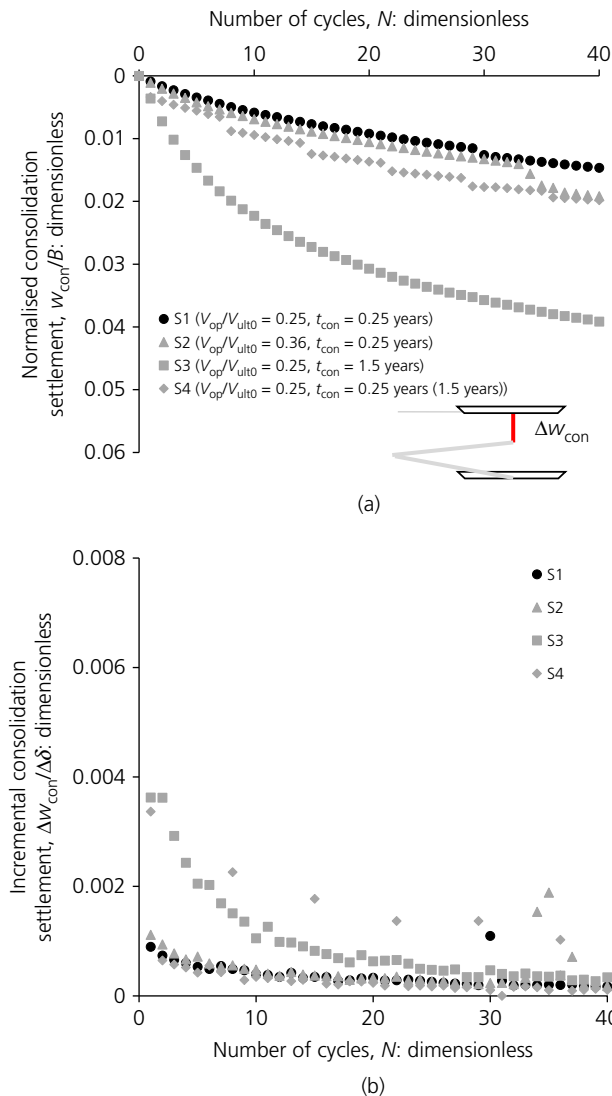 Number of cycles, N: dimensionless
0 10 20 30 40
0
0.01
0.02
0.03
0.04
0.05
0.06
Normalised consolidation
settlement, w_con/B: dimensionless
S1 (V_op/V_ult0 = 0.25, t_con = 0.25 years)
S2 (V_op/V_ult0 = 0.36, t_con = 0.25 years)
S3 (V_op/V_ult0 = 0.25, t_con = 1.5 years)
S4 (V_op/V_ult0 = 0.25, t_con = 0.25 years (1.5 years))
Δw_con
(a)
0.008
0.006
0.004
0.002
0
Incremental consolidation
settlement, Δw_con/Δδ: dimensionless
S1
S2
S3
S4
0 10 20 30 40
Number of cycles, N: dimensionless
(b)